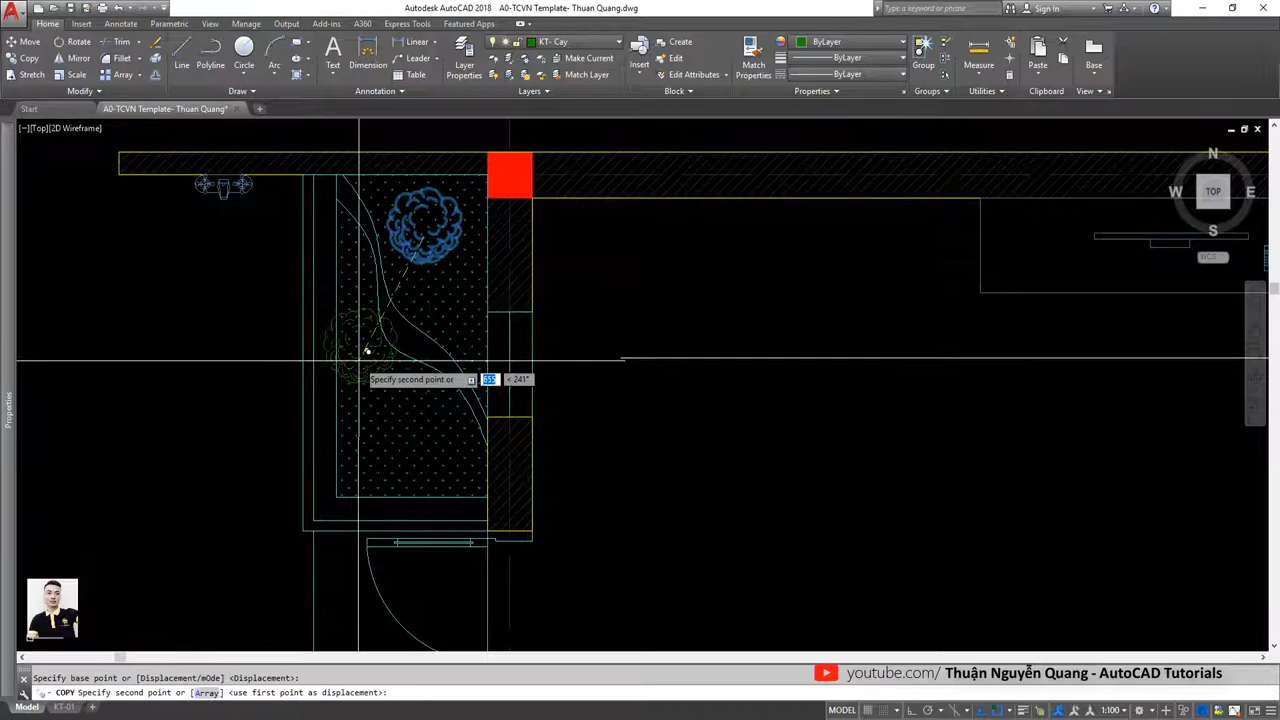 Autodesk AutoCAD 2018 A0-TCVN Template- Thuan Quang.dwg
Type a keyword or phrase
Sign In
Home Insert Annotate Parametric View Manage Output Add-ins A360 Express Tools Featured Apps
Move Rotate Trim
Copy Mirror Fillet
Stretch Scale Array
Line Polyline Circle Arc
Text Dimension
Linear
Leader
Table
Layer Properties
KT- Cay
Make Current
Match Layer
Insert
Create
Edit
Edit Attributes
Match Properties
ByLayer
ByLayer
ByLayer
Group
Measure
Paste
Base
Modify Draw Annotation Layers Block Properties Groups Utilities Clipboard View
Start A0-TCVN Template- Thuan Quang*
[−][Top][2D Wireframe]
N
W TOP E
S
WCS
Properties
Specify second point or 655 < 241°
Specify base point or [Displacement/mOde] <Displacement>:
COPY Specify second point or [Array] <use first point as displacement>:
youtube.com/ Thuận Nguyễn Quang - AutoCAD Tutorials
Model KT-01
MODEL 1:100